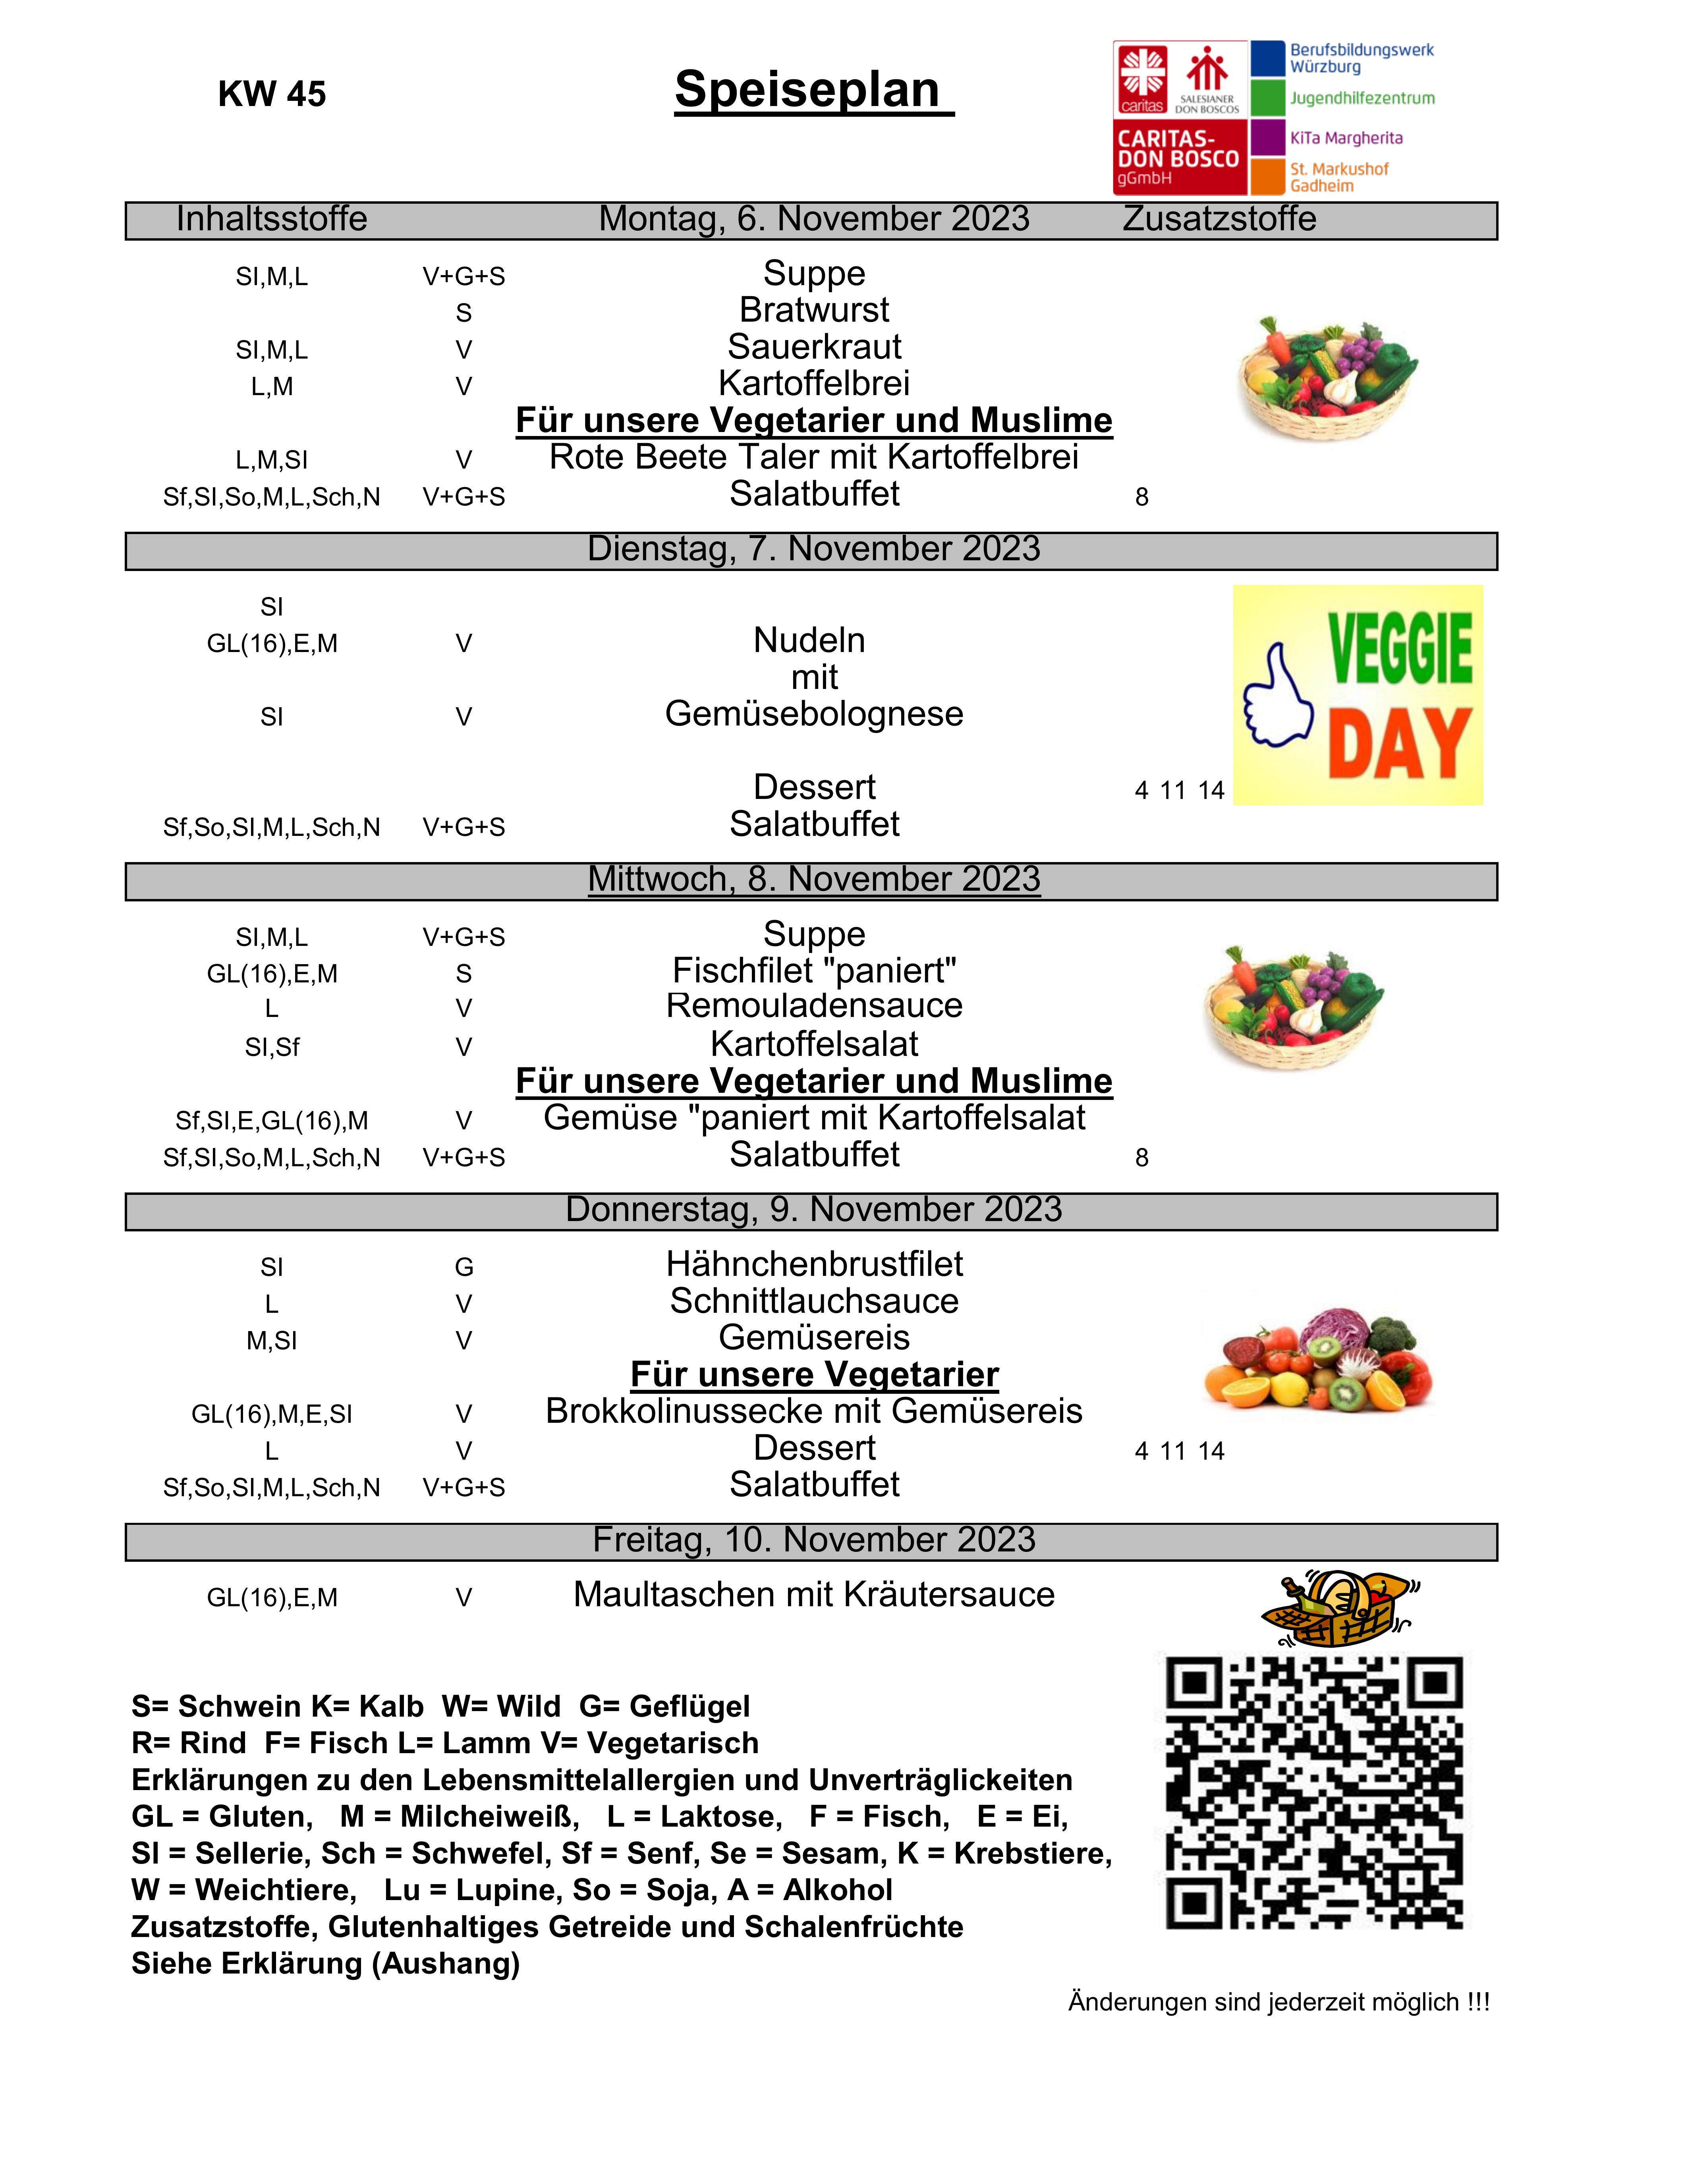 KW 45 Speiseplan
caritas
SALESIANER
DON BOSCOS
CARITAS-
DON BOSCO
gGmbH
Berufsbildungswerk
Würzburg
Jugendhilfezentrum
KiTa Margherita
St. Markushof
Gadheim
Inhaltsstoffe Montag, 6. November 2023 Zusatzstoffe
Sl,M,L V+G+S Suppe
S Bratwurst
Sl,M,L V Sauerkraut
L,M V Kartoffelbrei
Für unsere Vegetarier und Muslime
L,M,Sl V Rote Beete Taler mit Kartoffelbrei
Sf,Sl,So,M,L,Sch,N V+G+S Salatbuffet 8
Dienstag, 7. November 2023
Sl
GL(16),E,M V Nudeln
mit
Sl V Gemüsebolognese
Dessert 4 11 14
Sf,So,Sl,M,L,Sch,N V+G+S Salatbuffet
VEGGIE
DAY
Mittwoch, 8. November 2023
Sl,M,L V+G+S Suppe
GL(16),E,M S Fischfilet "paniert"
L V Remouladensauce
Sl,Sf V Kartoffelsalat
Für unsere Vegetarier und Muslime
Sf,Sl,E,GL(16),M V Gemüse "paniert mit Kartoffelsalat
Sf,Sl,So,M,L,Sch,N V+G+S Salatbuffet 8
Donnerstag, 9. November 2023
Sl G Hähnchenbrustfilet
L V Schnittlauchsauce
M,Sl V Gemüsereis
Für unsere Vegetarier
GL(16),M,E,Sl V Brokkolinussecke mit Gemüsereis
L V Dessert 4 11 14
Sf,So,Sl,M,L,Sch,N V+G+S Salatbuffet
Freitag, 10. November 2023
GL(16),E,M V Maultaschen mit Kräutersauce
S= Schwein K= Kalb W= Wild G= Geflügel
R= Rind F= Fisch L= Lamm V= Vegetarisch
Erklärungen zu den Lebensmittelallergien und Unverträglickeiten
GL = Gluten, M = Milcheiweiß, L = Laktose, F = Fisch, E = Ei,
Sl = Sellerie, Sch = Schwefel, Sf = Senf, Se = Sesam, K = Krebstiere,
W = Weichtiere, Lu = Lupine, So = Soja, A = Alkohol
Zusatzstoffe, Glutenhaltiges Getreide und Schalenfrüchte
Siehe Erklärung (Aushang)
Änderungen sind jederzeit möglich !!!